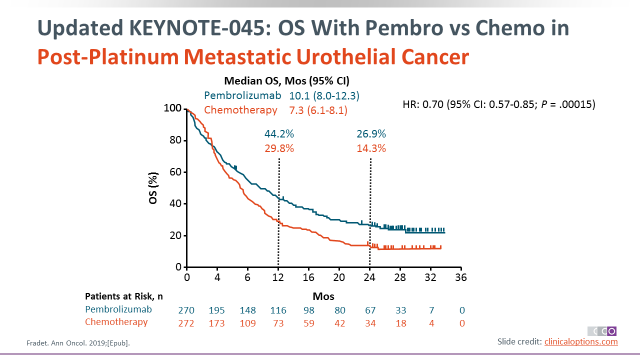 Updated KEYNOTE-045: OS With Pembro vs Chemo in
Post-Platinum Metastatic Urothelial Cancer
Median OS, Mos (95% CI)
Pembrolizumab 10.1 (8.0-12.3)
Chemotherapy 7.3 (6.1-8.1)
HR: 0.70 (95% CI: 0.57-0.85; P = .00015)
44.2% 26.9%
29.8% 14.3%
OS (%)
100
80
60
40
20
0
0 4 6 6 12 16 16 24 28 32 36
Mos
Patients at Risk, n
Pembrolizumab 270 195 148 116 98 80 67 33 7 0
Chemotherapy 272 173 109 73 59 42 34 18 4 0
Fradet. Ann Oncol. 2019;[Epub].
CCO
Slide credit: clinicaloptions.com